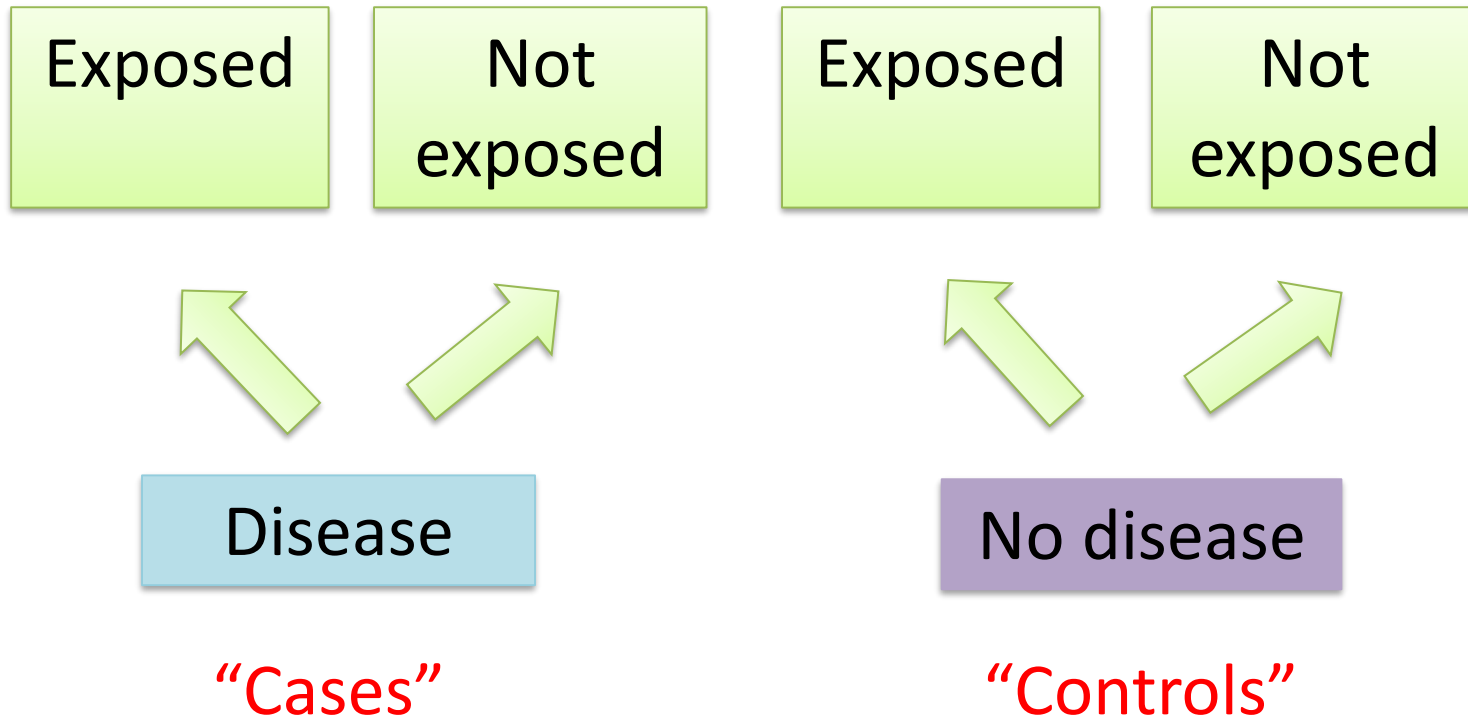 Exposed
Not
exposed
Exposed
Not
exposed
Disease
No disease
“Cases”
“Controls”